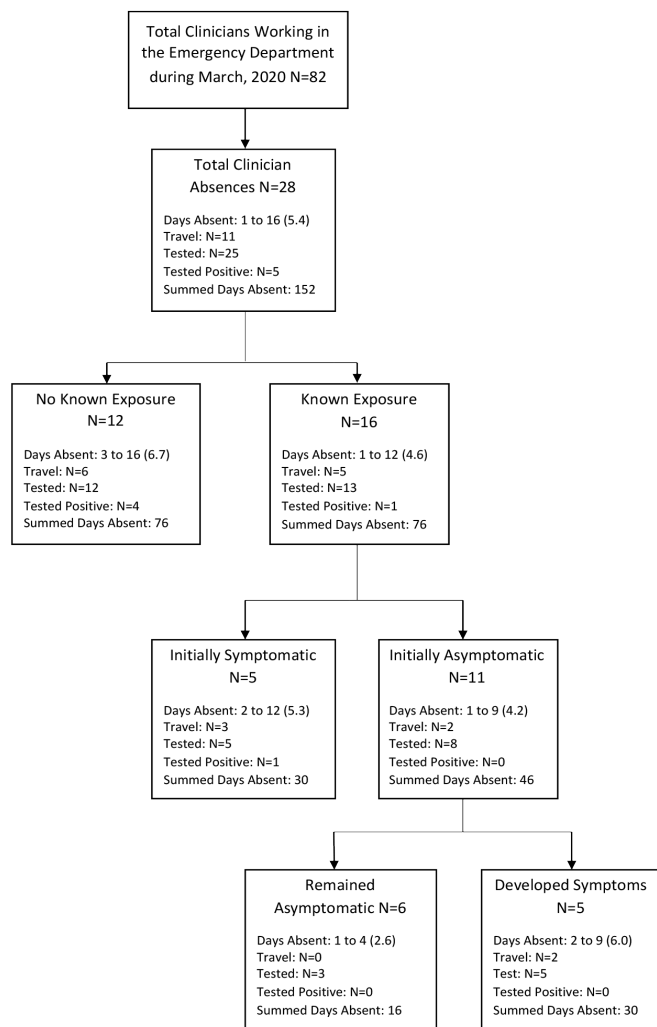 Total Clinicians Working in
the Emergency Department
during March, 2020 N=82
Total Clinician
Absences N=28
Days Absent: 1 to 16 (5.4)
Travel: N=11
Tested: N=25
Tested Positive: N=5
Summed Days Absent: 152
No Known Exposure
N=12
Days Absent: 3 to 16 (6.7)
Travel: N=6
Tested: N=12
Tested Positive: N=4
Summed Days Absent: 76
Known Exposure
N=16
Days Absent: 1 to 12 (4.6)
Travel: N=5
Tested: N=13
Tested Positive: N=1
Summed Days Absent: 76
Initially Symptomatic
N=5
Days Absent: 2 to 12 (5.3)
Travel: N=3
Tested: N=5
Tested Positive: N=1
Summed Days Absent: 30
Initially Asymptomatic
N=11
Days Absent: 1 to 9 (4.2)
Travel: N=2
Tested: N=8
Tested Positive: N=0
Summed Days Absent: 46
Remained
Asymptomatic N=6
Days Absent: 1 to 4 (2.6)
Travel: N=0
Tested: N=3
Tested Positive: N=0
Summed Days Absent: 16
Developed Symptoms
N=5
Days Absent: 2 to 9 (6.0)
Travel: N=2
Test: N=5
Tested Positive: N=0
Summed Days Absent: 30